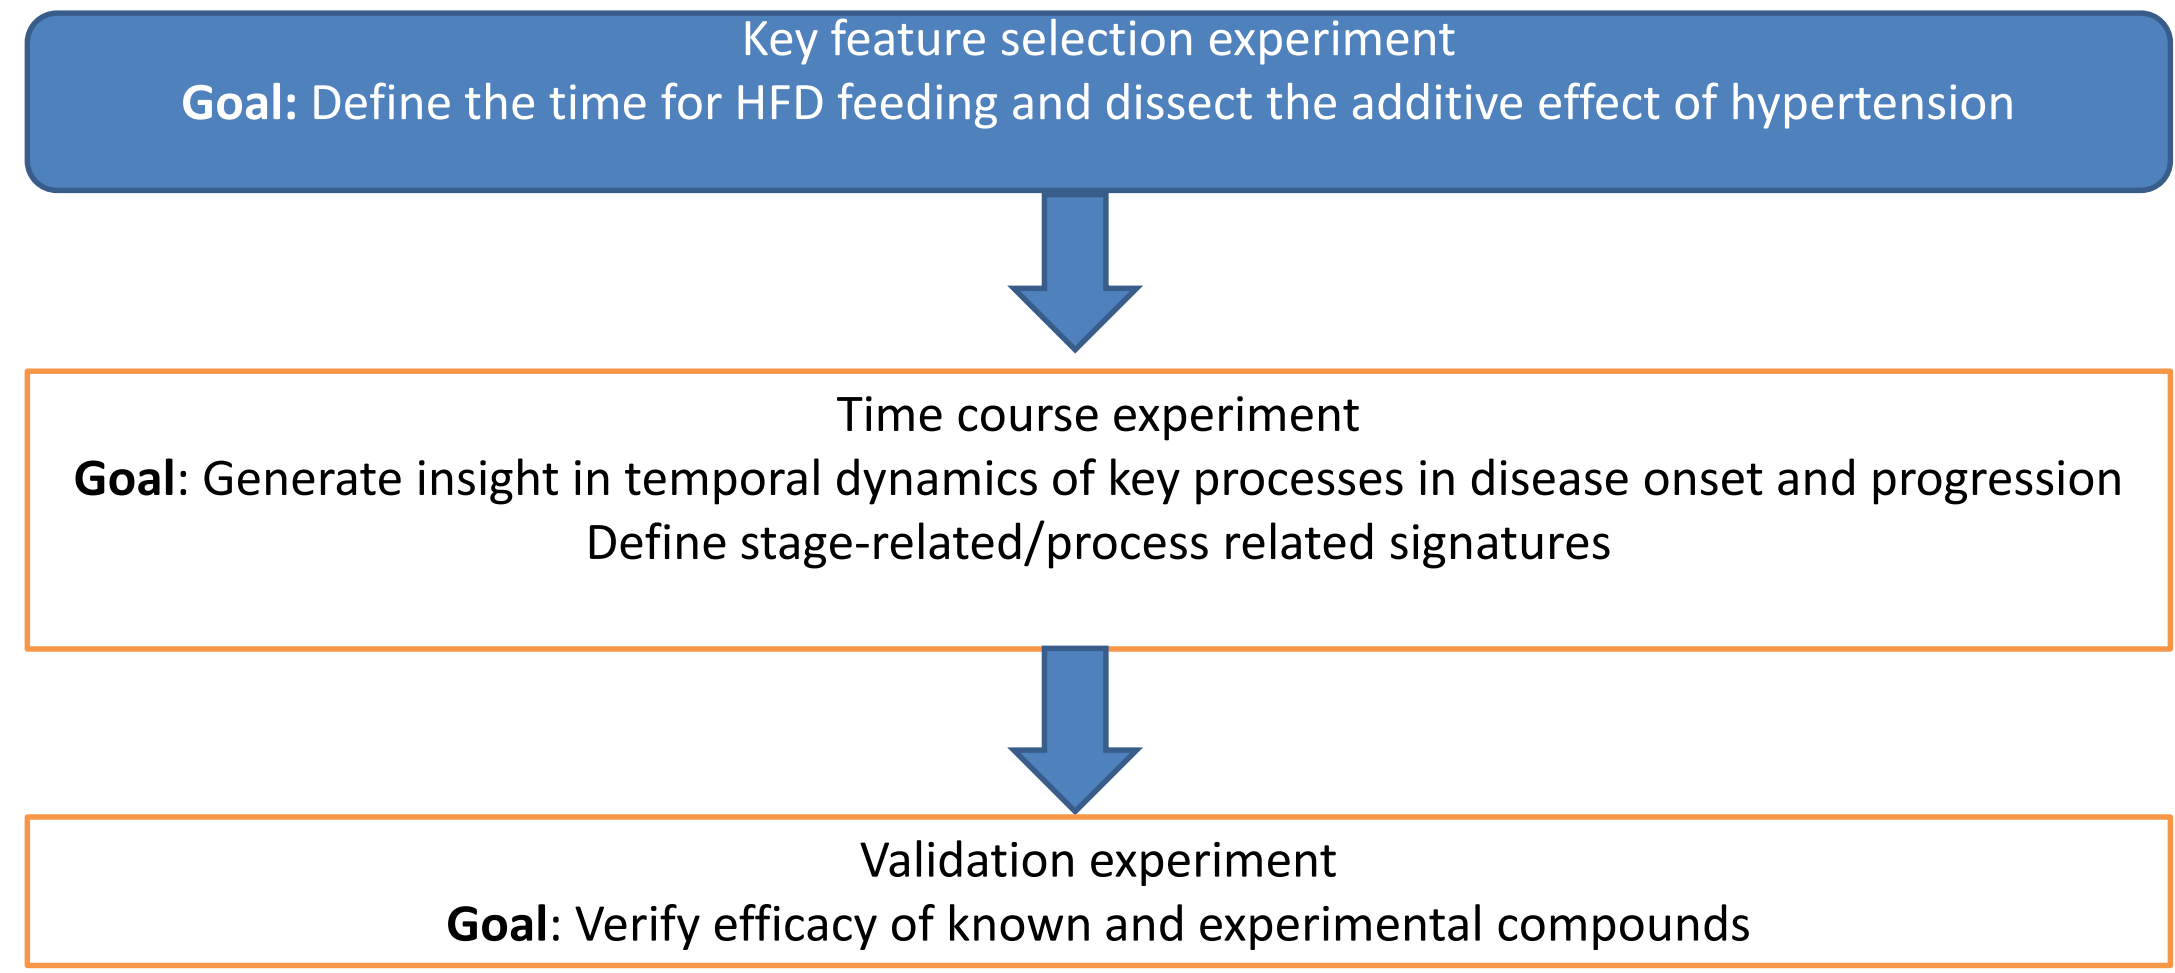 Key feature selection experiment
Goal: Define the time for HFD feeding and dissect the additive effect of hypertension
Time course experiment
Goal: Generate insight in temporal dynamics of key processes in disease onset and progression
Define stage-related/process related signatures
Validation experiment
Goal: Verify efficacy of known and experimental compounds